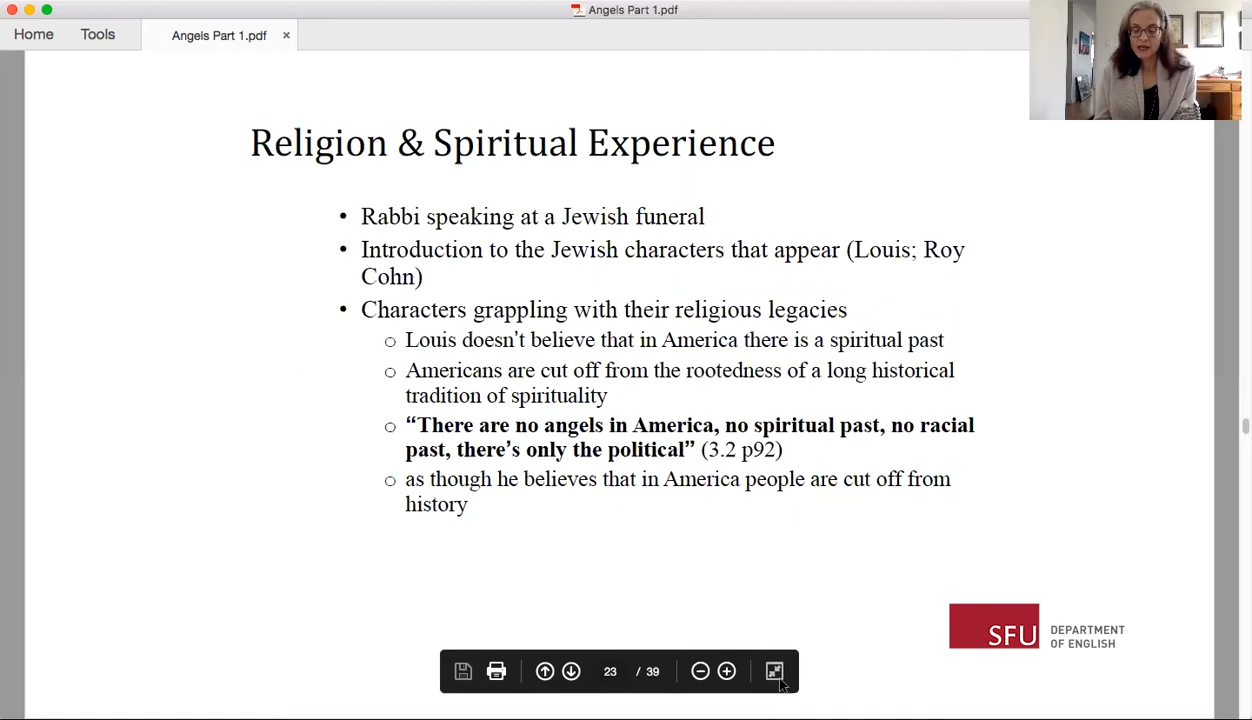 Angels Part 1.pdf
Home
Tools
Angels Part 1.pdf
×
Religion & Spiritual Experience
• Rabbi speaking at a Jewish funeral
• Introduction to the Jewish characters that appear (Louis; Roy
Cohn)
• Characters grappling with their religious legacies
○ Louis doesn’t believe that in America there is a spiritual past
○ Americans are cut off from the rootedness of a long historical
tradition of spirituality
○ “There are no angels in America, no spiritual past, no racial
past, there’s only the political” (3.2 p92)
○ as though he believes that in America people are cut off from
history
SFU
DEPARTMENT
OF ENGLISH
23 / 39